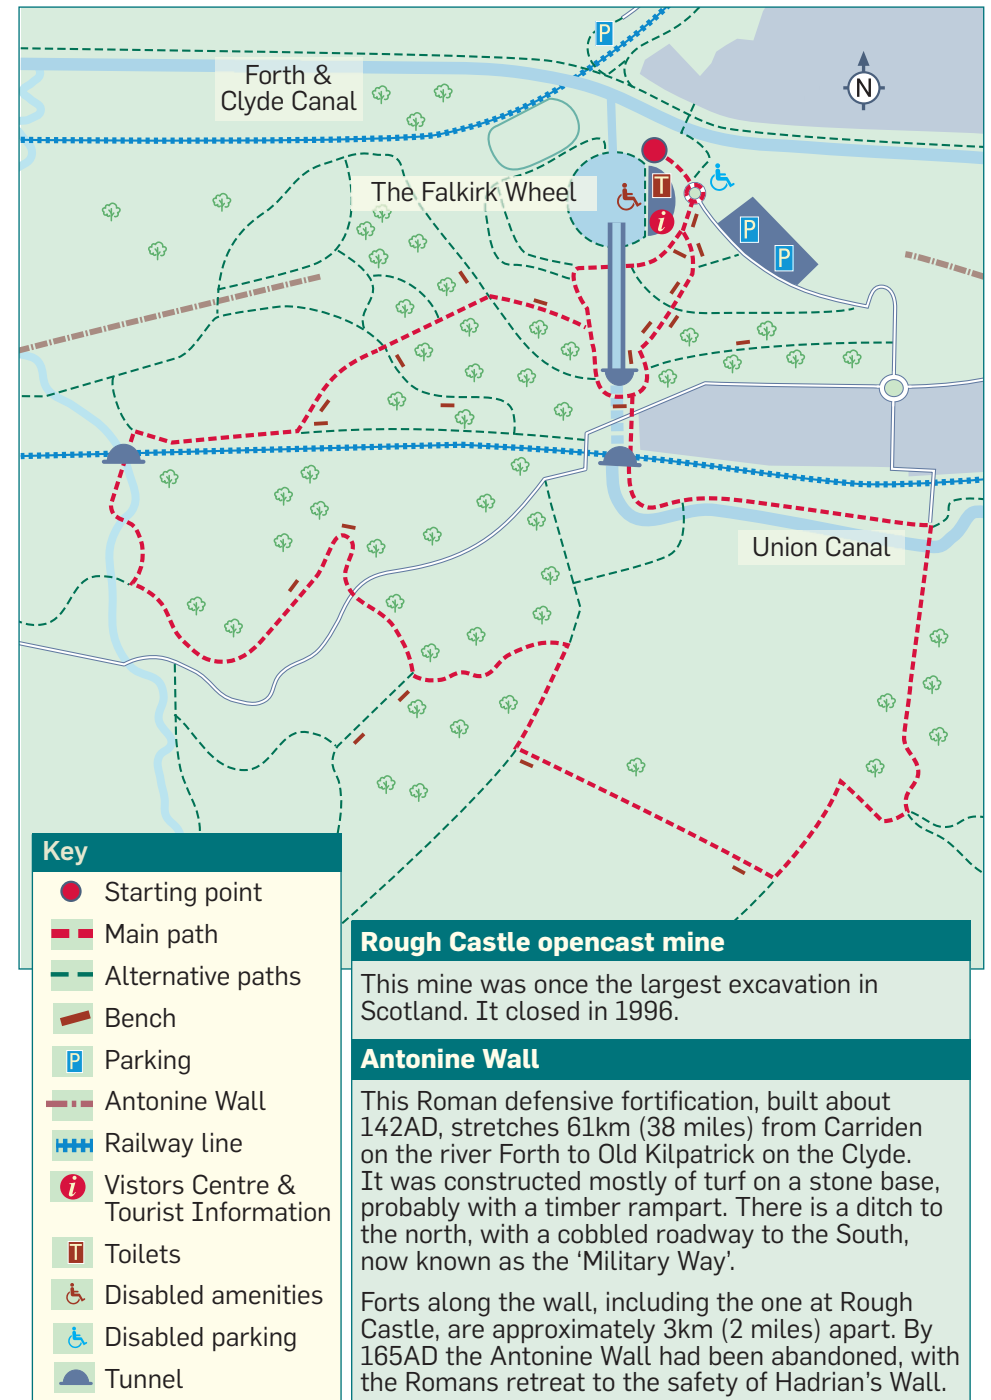 P
Forth &
Clyde Canal
N
The Falkirk Wheel
T
i
P
P
Union Canal
Key
Starting point
Main path
Alternative paths
Bench
P Parking
Antonine Wall
Railway line
i Vistors Centre &
Tourist Information
T Toilets
Disabled amenities
Disabled parking
Tunnel
Rough Castle opencast mine
This mine was once the largest excavation in
Scotland. It closed in 1996.
Antonine Wall
This Roman defensive fortification, built about
142AD, stretches 61km (38 miles) from Carriden
on the river Forth to Old Kilpatrick on the Clyde.
It was constructed mostly of turf on a stone base,
probably with a timber rampart. There is a ditch to
the north, with a cobbled roadway to the South,
now known as the ‘Military Way’.
Forts along the wall, including the one at Rough
Castle, are approximately 3km (2 miles) apart. By
165AD the Antonine Wall had been abandoned, with
the Romans retreat to the safety of Hadrian’s Wall.